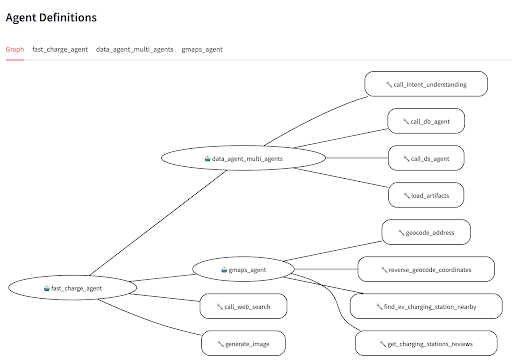 Agent Definitions
Graph fast_charge_agent data_agent_multi_agents gmaps_agent
call_intent_understanding
call_db_agent
data_agent_multi_agents
call_ds_agent
load_artifacts
geocode_address
gmaps_agent
reverse_geocode_coordinates
fast_charge_agent
call_web_search
find_ev_charging_station_nearby
generate_image
get_charging_stations_reviews